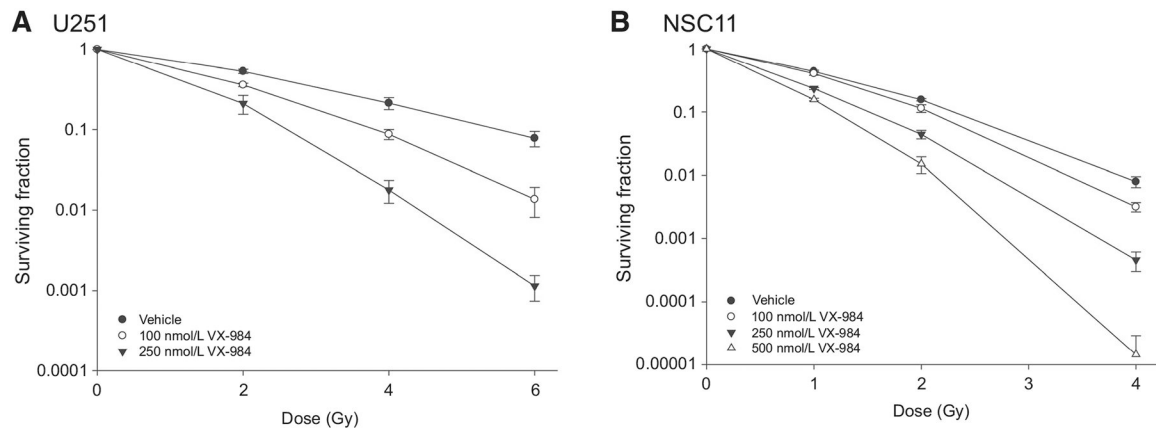 A U251
1
0.1
0.01
0.001
0.0001
Surviving fraction
Vehicle
100 nmol/L VX-984
250 nmol/L VX-984
0 2 4 6
Dose (Gy)
B NSC11
1
0.1
0.01
0.001
0.0001
0.00001
Surviving fraction
Vehicle
100 nmol/L VX-984
250 nmol/L VX-984
500 nmol/L VX-984
0 1 2 3 4
Dose (Gy)